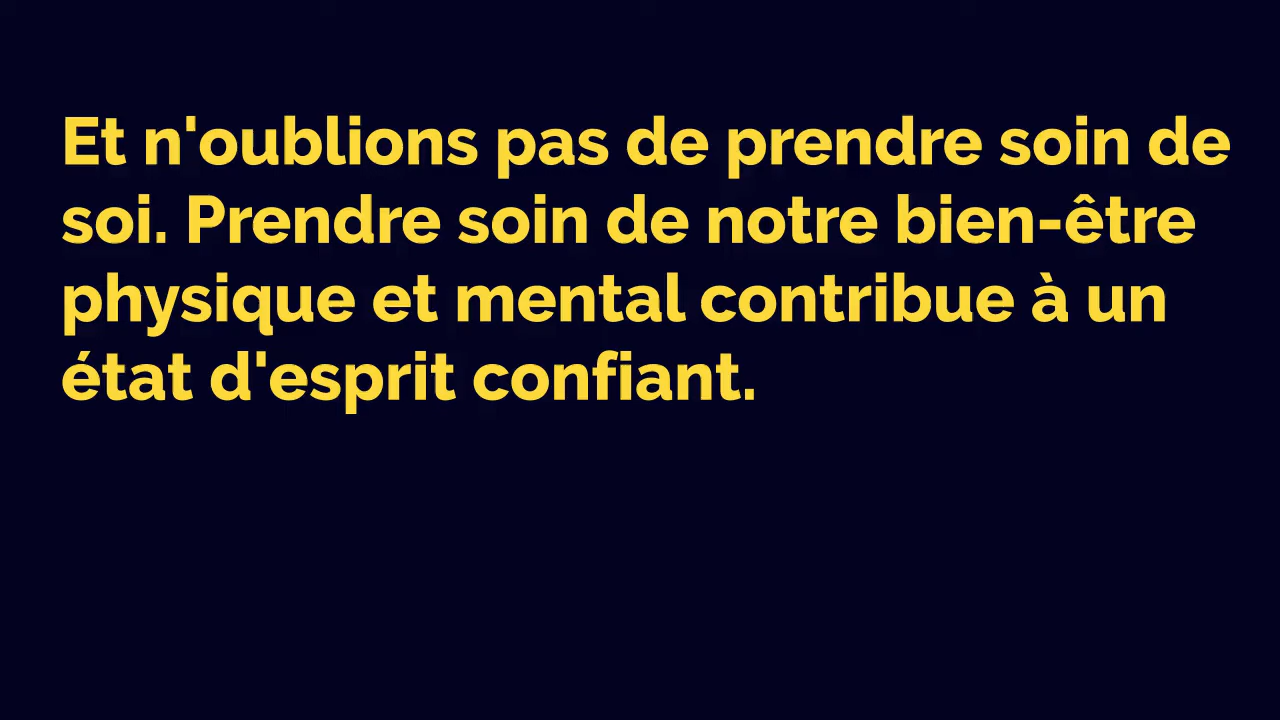 Et n'oublions pas de prendre soin de
soi. Prendre soin de notre bien-être
physique et mental contribue à un
état d'esprit confiant.